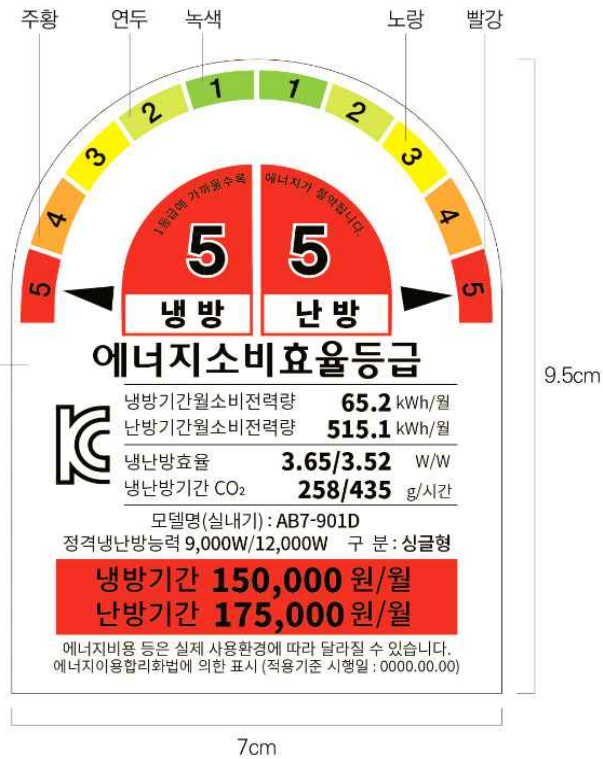 주황 연두 녹색 노랑 빨강
5 4 3 2 1 1 2 3 4 5
1등급에 가까울수록 에너지가 절약됩니다.
5 5
냉방 난방
에너지소비효율등급
냉방기간월소비전력량 65.2 kWh/월
난방기간월소비전력량 515.1 kWh/월
냉난방효율 3.65/3.52 W/W
냉난방기간 CO₂ 258/435 g/시간
모델명(실내기) : AB7-901D
정격냉난방능력 9,000W/12,000W 구 분 : 싱글형
냉방기간 150,000 원/월
난방기간 175,000 원/월
에너지비용 등은 실제 사용환경에 따라 달라질 수 있습니다.
에너지이용합리화법에 의한 표시 (적용기준 시행일 : 0000.00.00)
9.5cm
7cm